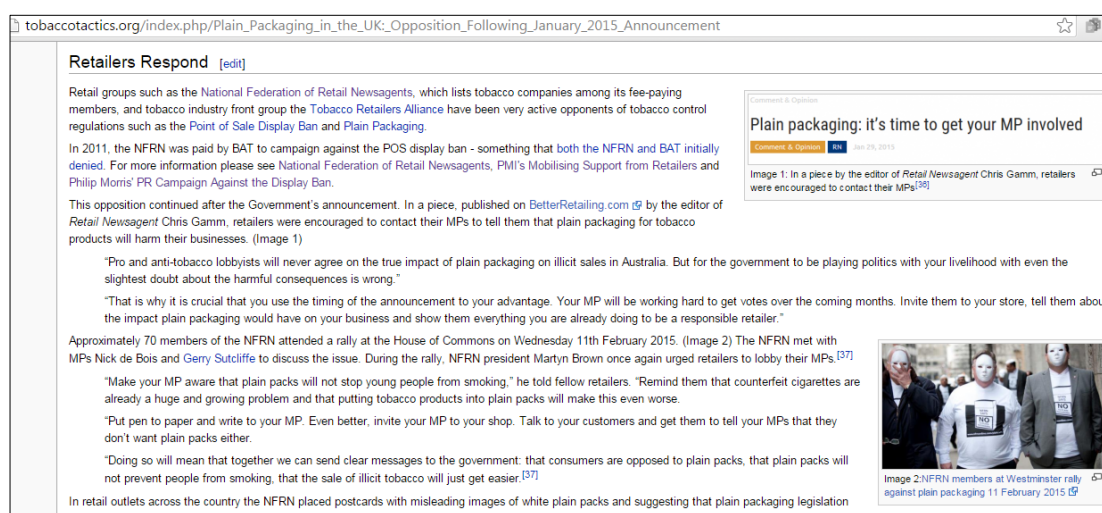 tobaccotactics.org/index.php/Plain_Packaging_in_the_UK:_Opposition_Following_January_2015_Announcement
Retailers Respond [edit]
Retail groups such as the National Federation of Retail Newsagents, which lists tobacco companies among its fee-paying
members, and tobacco industry front group the Tobacco Retailers Alliance have been very active opponents of tobacco control
regulations such as the Point of Sale Display Ban and Plain Packaging.
In 2011, the NFRN was paid by BAT to campaign against the POS display ban - something that both the NFRN and BAT initially
denied. For more information please see National Federation of Retail Newsagents, PMI's Mobilising Support from Retailers and
Philip Morris' PR Campaign Against the Display Ban.
This opposition continued after the Government's announcement. In a piece, published on BetterRetailing.com by the editor of
Retail Newsagent Chris Gamm, retailers were encouraged to contact their MPs to tell them that plain packaging for tobacco
products will harm their businesses. (Image 1)
Comment & Opinion
Plain packaging: it's time to get your MP involved
Comment & Opinion RN Jan 29, 2015
Image 1: In a piece by the editor of Retail Newsagent Chris Gamm, retailers
were encouraged to contact their MPs[36]
"Pro and anti-tobacco lobbyists will never agree on the true impact of plain packaging on illicit sales in Australia. But for the government to be playing politics with your livelihood with even the
slightest doubt about the harmful consequences is wrong."
"That is why it is crucial that you use the timing of the announcement to your advantage. Your MP will be working hard to get votes over the coming months. Invite them to your store, tell them abou
the impact plain packaging would have on your business and show them everything you are already doing to be a responsible retailer."
Approximately 70 members of the NFRN attended a rally at the House of Commons on Wednesday 11th February 2015. (Image 2) The NFRN met with
MPs Nick de Bois and Gerry Sutcliffe to discuss the issue. During the rally, NFRN president Martyn Brown once again urged retailers to lobby their MPs.[37]
"Make your MP aware that plain packs will not stop young people from smoking," he told fellow retailers. "Remind them that counterfeit cigarettes are
already a huge and growing problem and that putting tobacco products into plain packs will make this even worse.
"Put pen to paper and write to your MP. Even better, invite your MP to your shop. Talk to your customers and get them to tell your MPs that they
don't want plain packs either.
"Doing so will mean that together we can send clear messages to the government: that consumers are opposed to plain packs, that plain packs will
not prevent people from smoking, that the sale of illicit tobacco will just get easier.[37]
NO
NO
Image 2:NFRN members at Westminster rally
against plain packaging 11 February 2015
In retail outlets across the country the NFRN placed postcards with misleading images of white plain packs and suggesting that plain packaging legislation